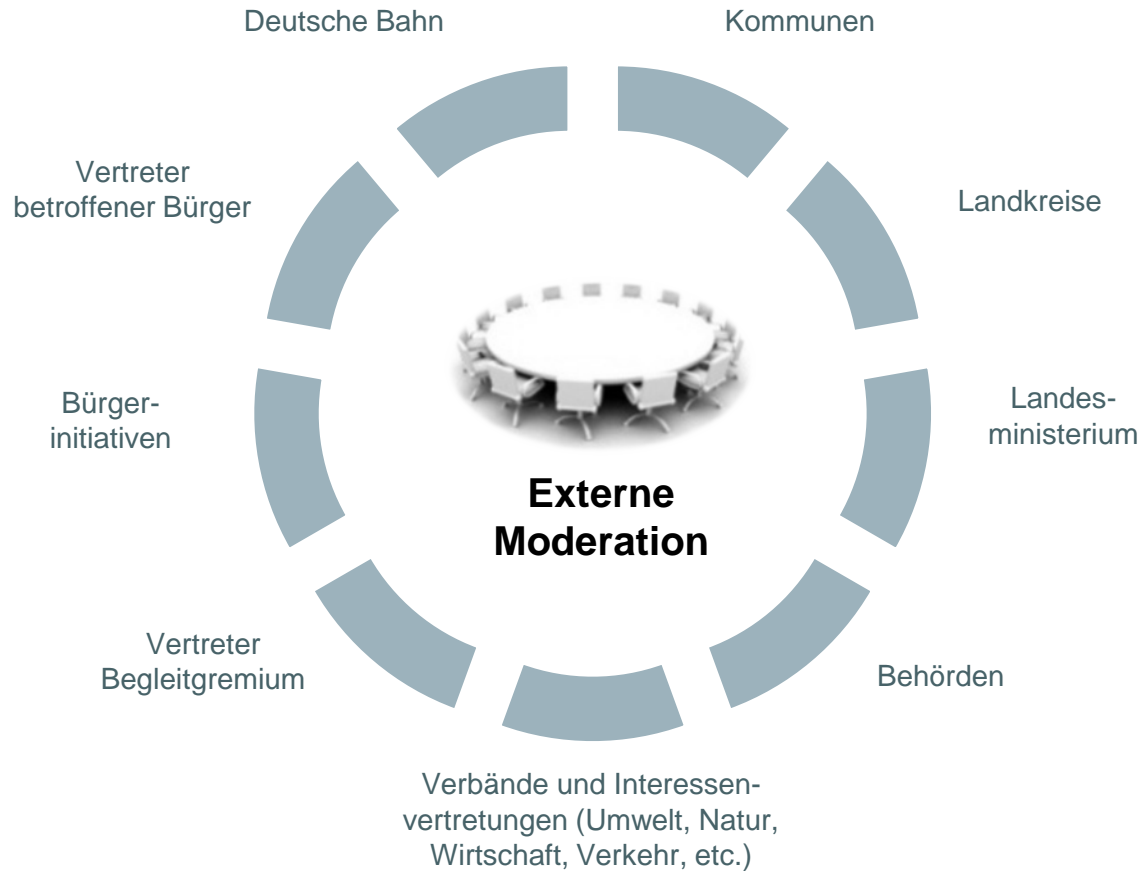 Deutsche Bahn
Kommunen
Vertreter
betroffener Bürger
Landkreise
Bürger-
initiativen
Landes-
ministerium
Externe
Moderation
Vertreter
Begleitgremium
Behörden
Verbände und Interessen-
vertretungen (Umwelt, Natur,
Wirtschaft, Verkehr, etc.)